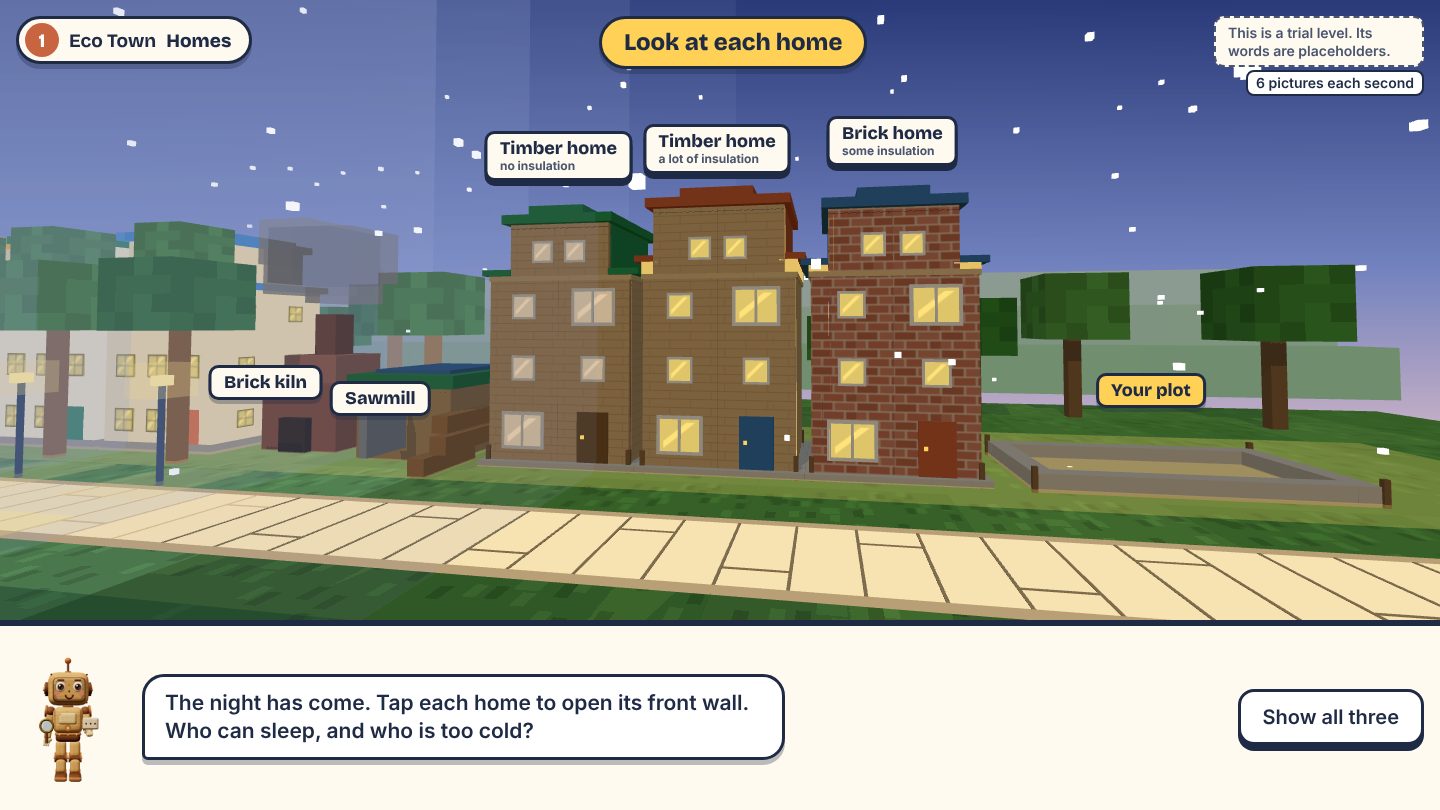 1 Eco Town Homes
Look at each home
This is a trial level. Its
words are placeholders.
6 pictures each second
Timber home
no insulation
Timber home
a lot of insulation
Brick home
some insulation
Brick kiln
Sawmill
Your plot
The night has come. Tap each home to open its front wall.
Who can sleep, and who is too cold?
Show all three